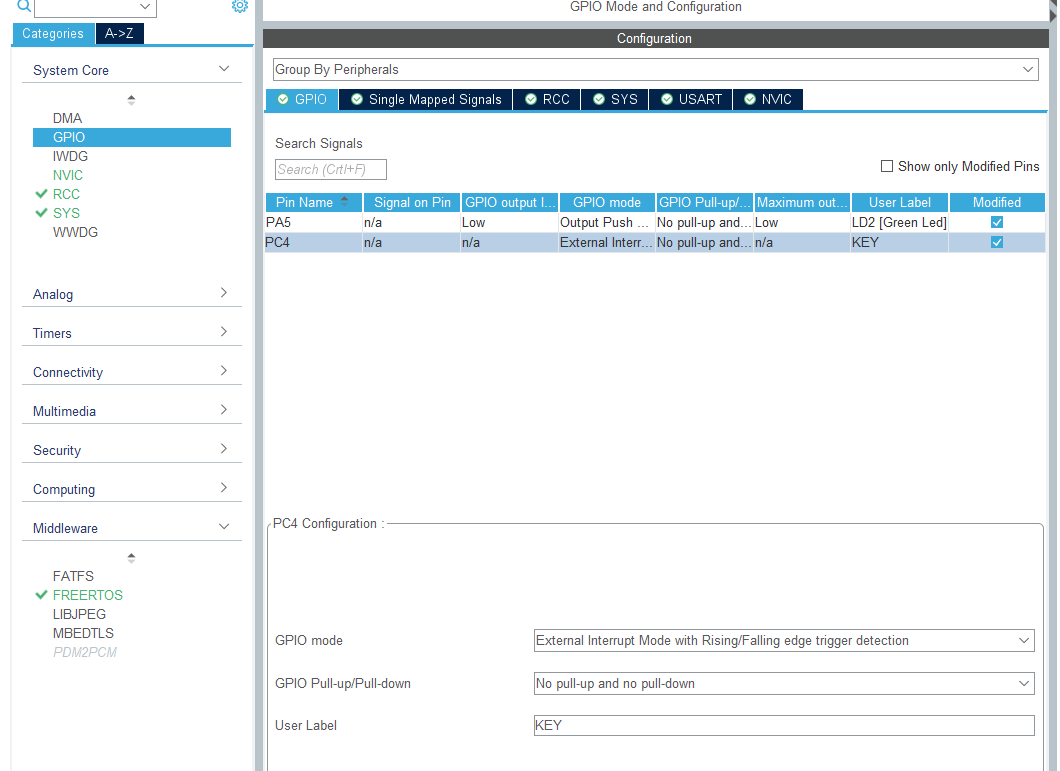 GPIO Mode and Configuration
Categories A->Z
Configuration
System Core
Group By Peripherals
GPIO Single Mapped Signals RCC SYS USART NVIC
DMA
GPIO
IWDG
NVIC
RCC
SYS
WWDG
Search Signals
Search (CrtI+F)
Show only Modified Pins
Pin Name Signal on Pin GPIO output l... GPIO mode GPIO Pull-up/... Maximum out... User Label Modified
PA5 n/a Low Output Push ... No pull-up and... Low LD2 [Green Led]
PC4 n/a n/a External Interr... No pull-up and... n/a KEY
Analog
Timers
Connectivity
Multimedia
Security
Computing
Middleware
FATFS
FREERTOS
LIBJPEG
MBEDTLS
PDM2PCM
PC4 Configuration :
GPIO mode External Interrupt Mode with Rising/Falling edge trigger detection
GPIO Pull-up/Pull-down No pull-up and no pull-down
User Label KEY